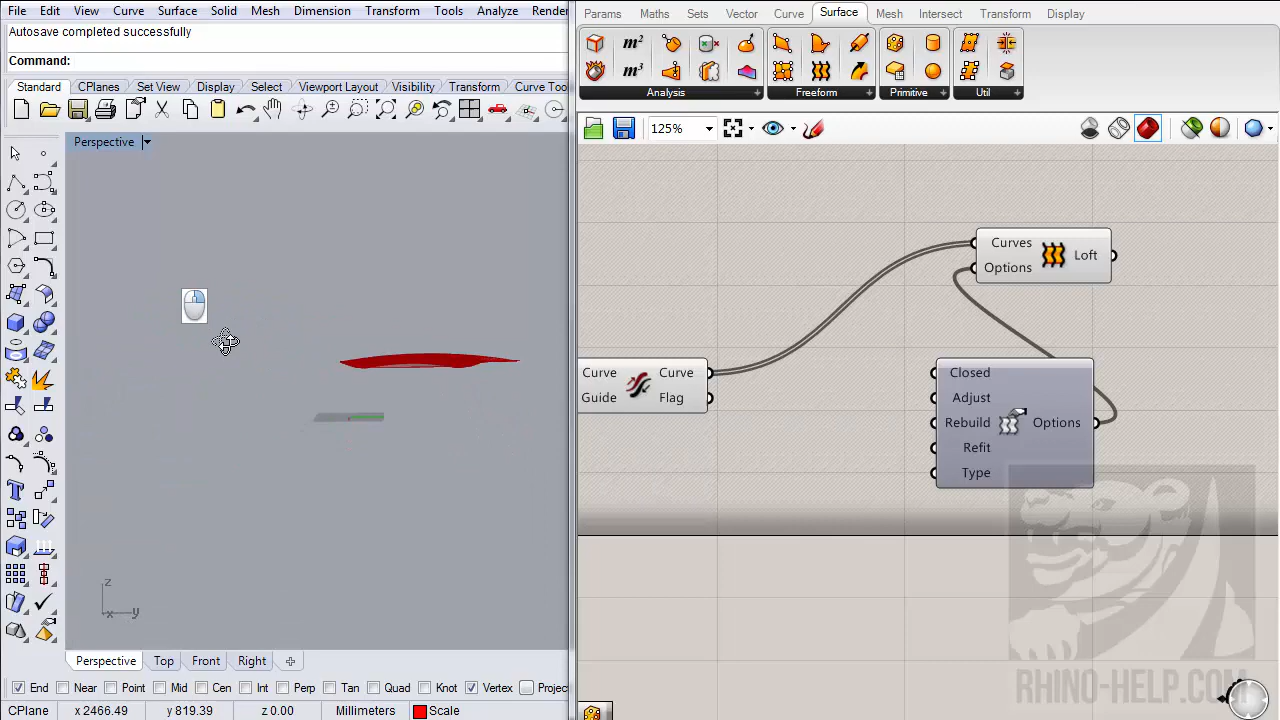 File Edit View Curve Surface Solid Mesh Dimension Transform Tools Analyze Render
Autosave completed successfully
Command:
Standard CPlanes Set View Display Select Viewport Layout Visibility Transform Curve Too
Perspective
z
x y
Perspective Top Front Right
End Near Point Mid Cen Int Perp Tan Quad Knot Vertex Projec
CPlane x 2466.49 y 819.39 z 0.00 Millimeters Scale
Params Maths Sets Vector Curve Surface Mesh Intersect Transform Display
m² m³
Analysis Freeform Primitive Util
125%
Curves
Options
Loft
Curve
Guide
Curve
Flag
Closed
Adjust
Rebuild
Refit
Type
Options
RHINO-HELP.COM